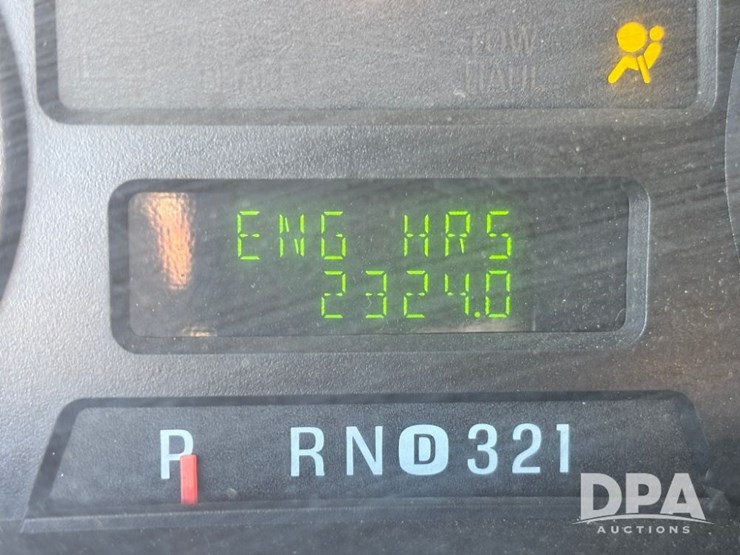 TOW
HAUL
ENG HRS
2324.0
P RND321
DPA
AUCTIONS